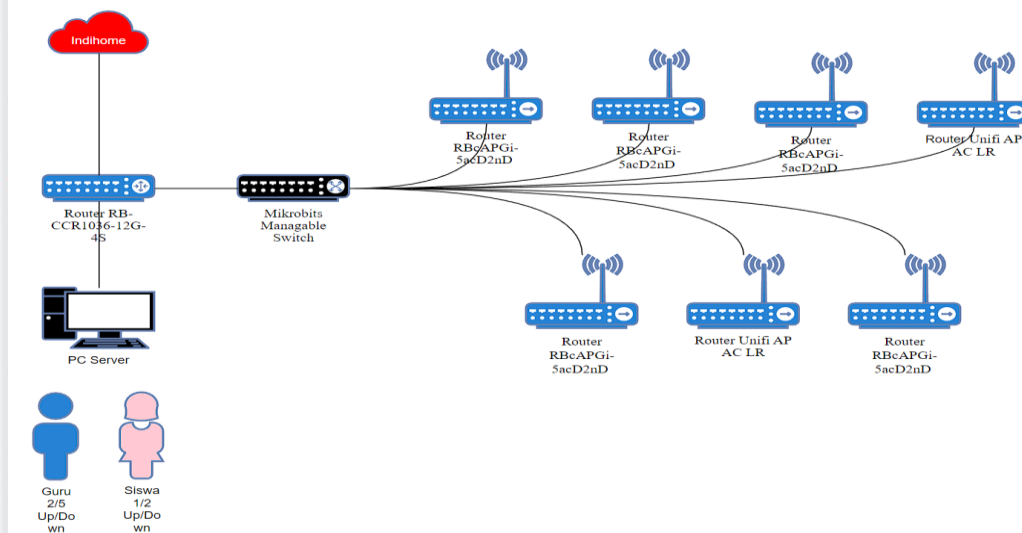 Indihome
Router
RBcAPGi-
5acD2nD
Router
RBcAPGi-
5acD2nD
Router
RBcAPGi-
5acD2nD
Router Unifi AP
AC LR
Router RB-
CCR1036-12G-
4S
Mikrobits
Managable
Switch
PC Server
Router
RBcAPGi-
5acD2nD
Router Unifi AP
AC LR
Router
RBcAPGi-
5acD2nD
Guru
2/5
Up/Do
wn
Siswa
1/2
Up/Do
wn